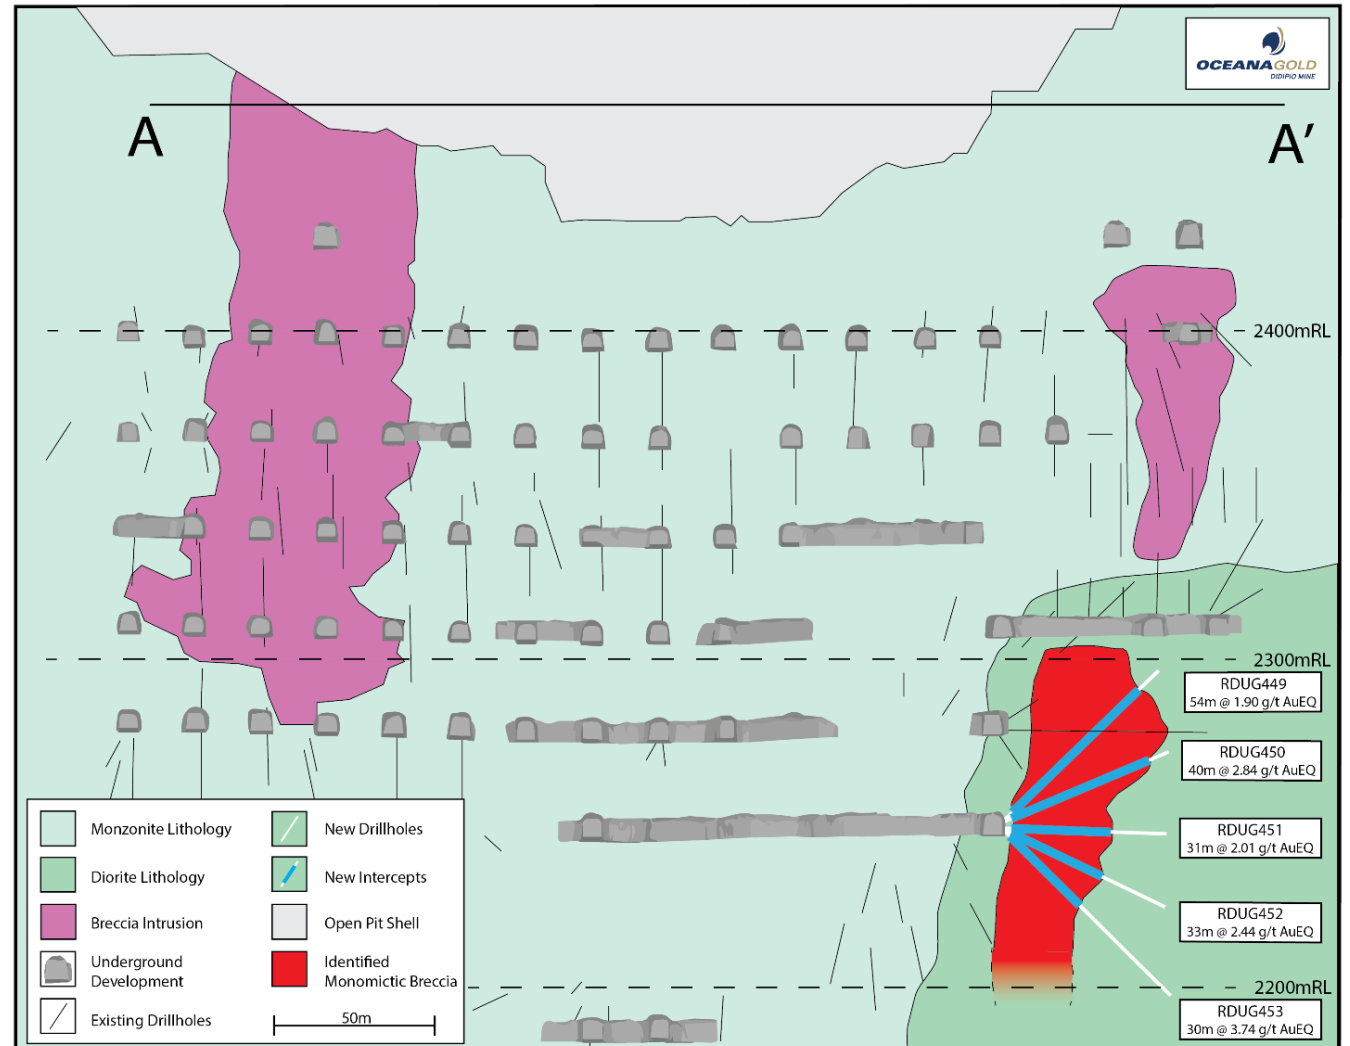 OCEANAGOLD
DIDIPIO MINE
A
A’
2400mRL
2300mRL
RDUG449
54m @ 1.90 g/t AuEQ
RDUG450
40m @ 2.84 g/t AuEQ
RDUG451
31m @ 2.01 g/t AuEQ
RDUG452
33m @ 2.44 g/t AuEQ
2200mRL
RDUG453
30m @ 3.74 g/t AuEQ
Monzonite Lithology
Diorite Lithology
Breccia Intrusion
Underground
Development
Existing Drillholes
New Drillholes
New Intercepts
Open Pit Shell
Identified
Monomictic Breccia
50m